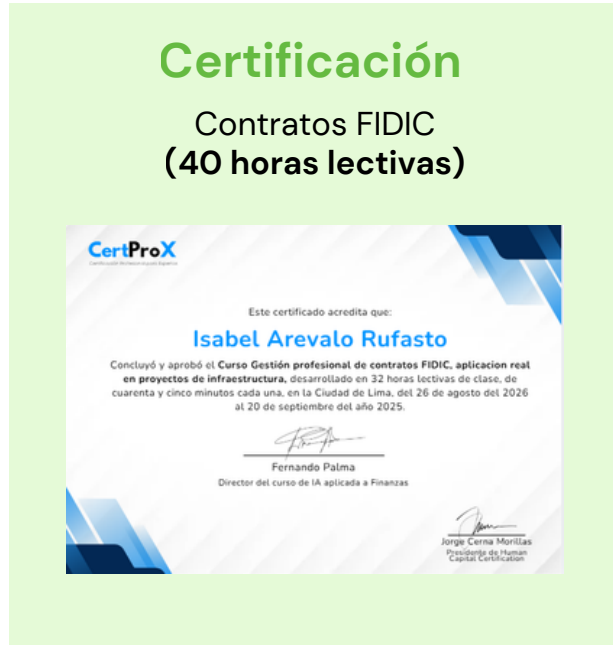 Certificación
Contratos FIDIC
(40 horas lectivas)
CertProX
Este certificado acredita que:
Isabel Arevalo Rufasto
Concluyó y aprobó el Curso Gestión profesional de contratos FIDIC, aplicacion real
en proyectos de infraestructura, desarrollado en 32 horas lectivas de clase, de
cuarenta y cinco minutos cada una, en la Ciudad de Lima, del 26 de agosto del 2026
al 20 de septiembre del año 2025.
Fernando Palma
Director del curso de IA aplicada a Finanzas
Jorge Cerna Morillas
Presidente de Human
Capital Certification